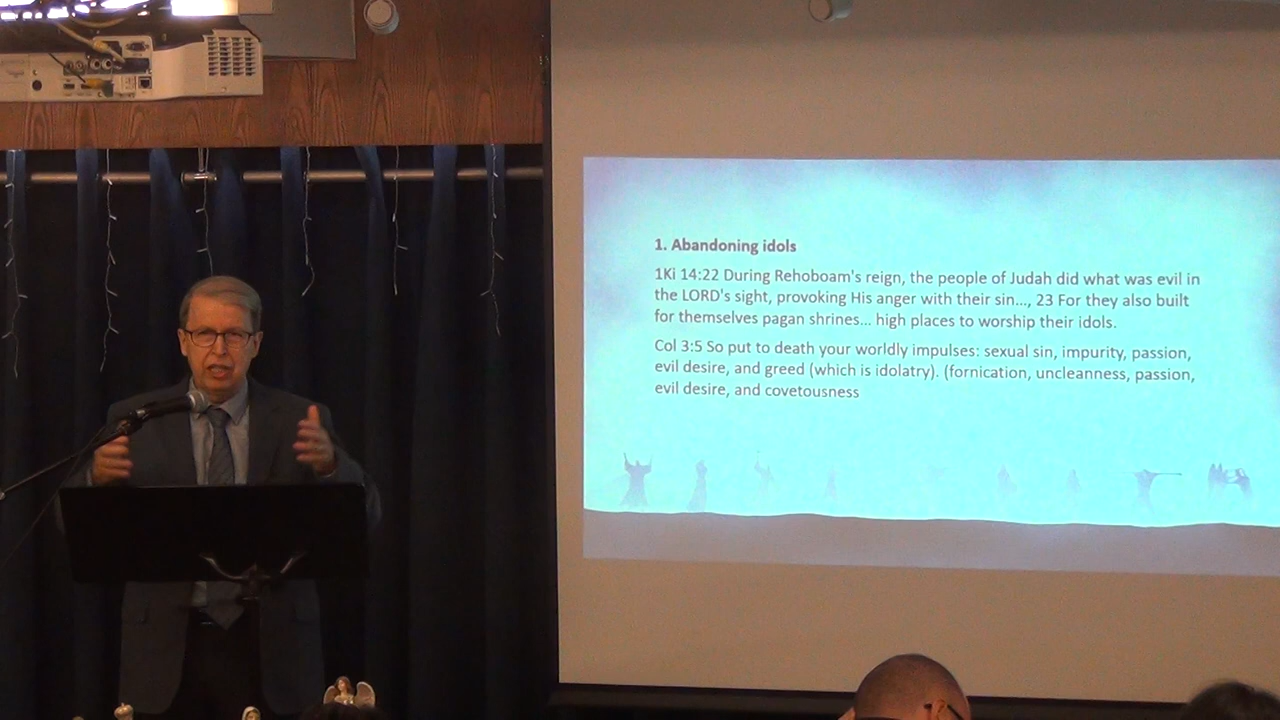 1. Abandoning idols
1Ki 14:22 During Rehoboam's reign, the people of Judah did what was evil in
the LORD's sight, provoking His anger with their sin..., 23 For they also built
for themselves pagan shrines... high places to worship their idols.
Col 3:5 So put to death your worldly impulses: sexual sin, impurity, passion,
evil desire, and greed (which is idolatry). (fornication, uncleanness, passion,
evil desire, and covetousness